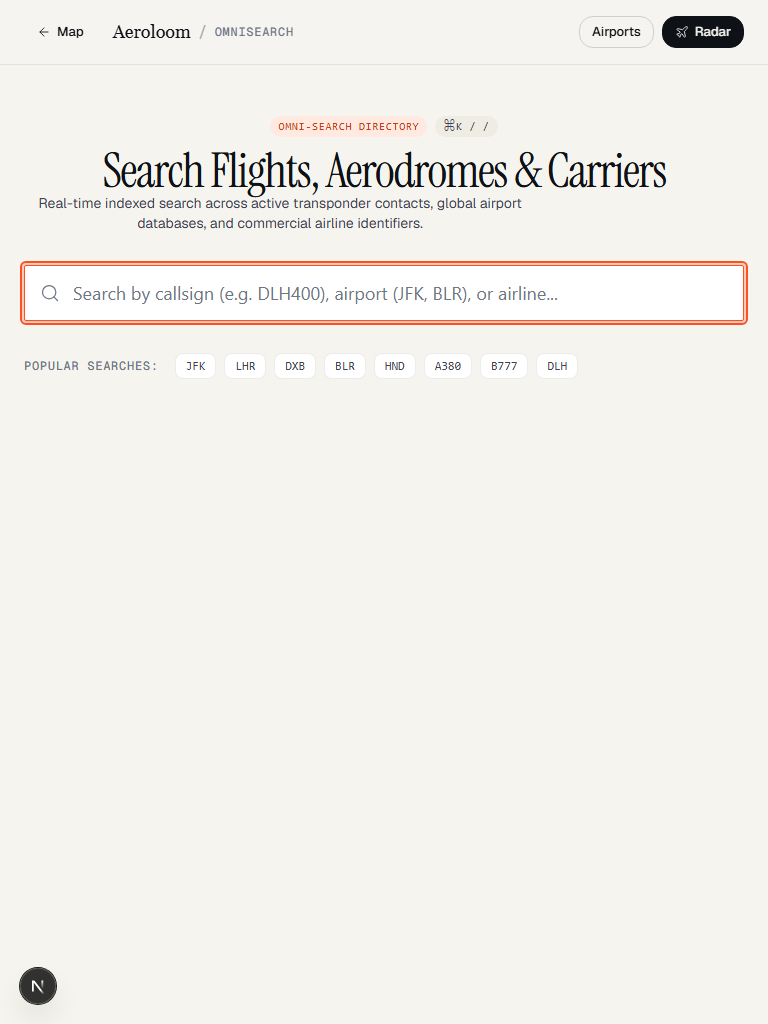 ← Map Aeroloom / OMNISEARCH Airports Radar
OMNI-SEARCH DIRECTORY ⌘K / /
Search Flights, Aerodromes & Carriers
Real-time indexed search across active transponder contacts, global airport
databases, and commercial airline identifiers.
Search by callsign (e.g. DLH400), airport (JFK, BLR), or airline...
POPULAR SEARCHES: JFK LHR DXB BLR HND A380 B777 DLH
N